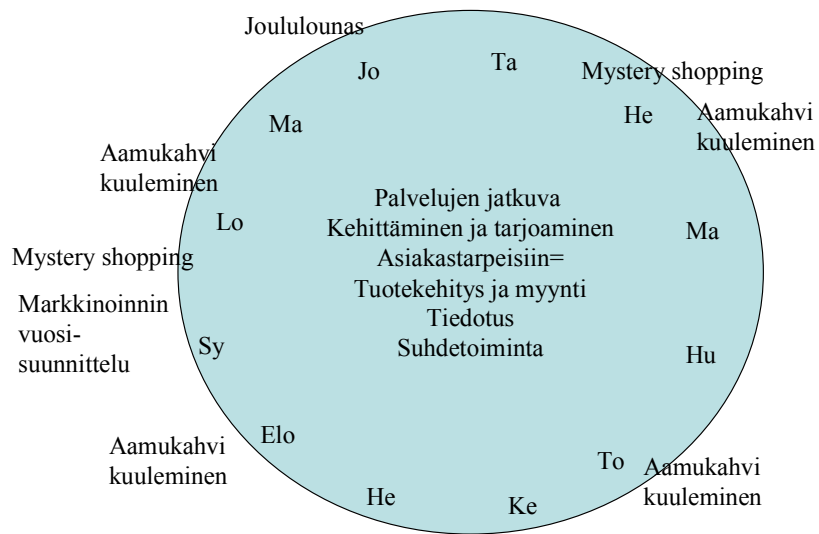 Joululounas
Jo
Ta
Mystery shopping
He
Aamukahvi
kuuleminen
Ma
Aamukahvi
kuuleminen
Lo
Palvelujen jatkuva
Kehittäminen ja tarjoaminen
Asiakastarpeisiin=
Tuotekehitys ja myynti
Tiedotus
Suhdetoiminta
Ma
Mystery shopping
Markkinoinnin
vuosi-
suunnittelu
Sy
Hu
Elo
Aamukahvi
kuuleminen
To
Aamukahvi
kuuleminen
He
Ke